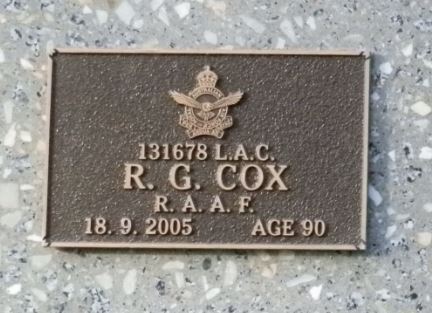 131678 L.A.C.
R. G. COX
R. A. A. F.
18. 9. 2005 AGE 90